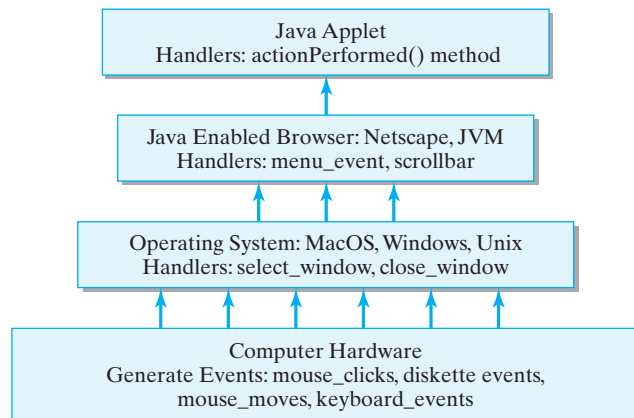 Java Applet
Handlers: actionPerformed() method
Java Enabled Browser: Netscape, JVM
Handlers: menu_event, scrollbar
Operating System: MacOS, Windows, Unix
Handlers: select_window, close_window
Computer Hardware
Generate Events: mouse_clicks, diskette events,
mouse_moves, keyboard_events